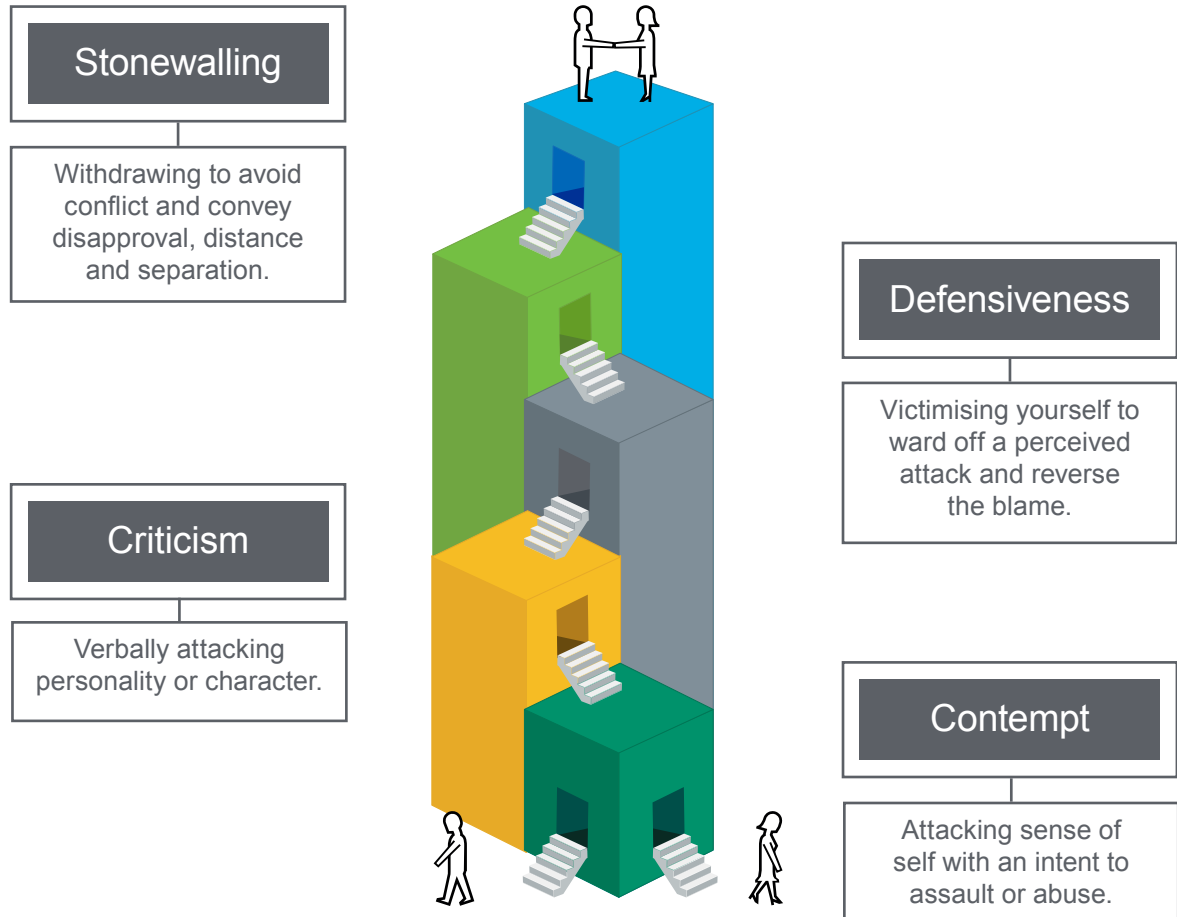 Stonewalling
Withdrawing to avoid
conflict and convey
disapproval, distance
and separation.
Defensiveness
Victimising yourself to
ward off a perceived
attack and reverse
the blame.
Criticism
Verbally attacking
personality or character.
Contempt
Attacking sense of
self with an intent to
assault or abuse.